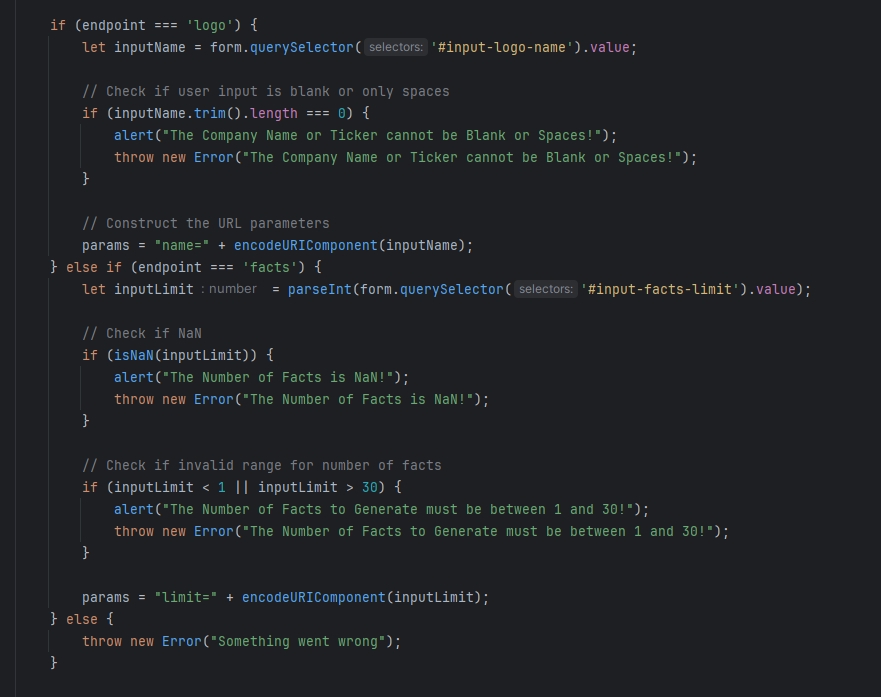 if (endpoint === 'logo') {
let inputName = form.querySelector( selectors: '#input-logo-name').value;
// Check if user input is blank or only spaces
if (inputName.trim().length === 0) {
alert("The Company Name or Ticker cannot be Blank or Spaces!");
throw new Error("The Company Name or Ticker cannot be Blank or Spaces!");
}
// Construct the URL parameters
params = "name=" + encodeURIComponent(inputName);
} else if (endpoint === 'facts') {
let inputLimit : number = parseInt(form.querySelector( selectors: '#input-facts-limit').value);
// Check if NaN
if (isNaN(inputLimit)) {
alert("The Number of Facts is NaN!");
throw new Error("The Number of Facts is NaN!");
}
// Check if invalid range for number of facts
if (inputLimit < 1 || inputLimit > 30) {
alert("The Number of Facts to Generate must be between 1 and 30!");
throw new Error("The Number of Facts to Generate must be between 1 and 30!");
}
params = "limit=" + encodeURIComponent(inputLimit);
} else {
throw new Error("Something went wrong");
}